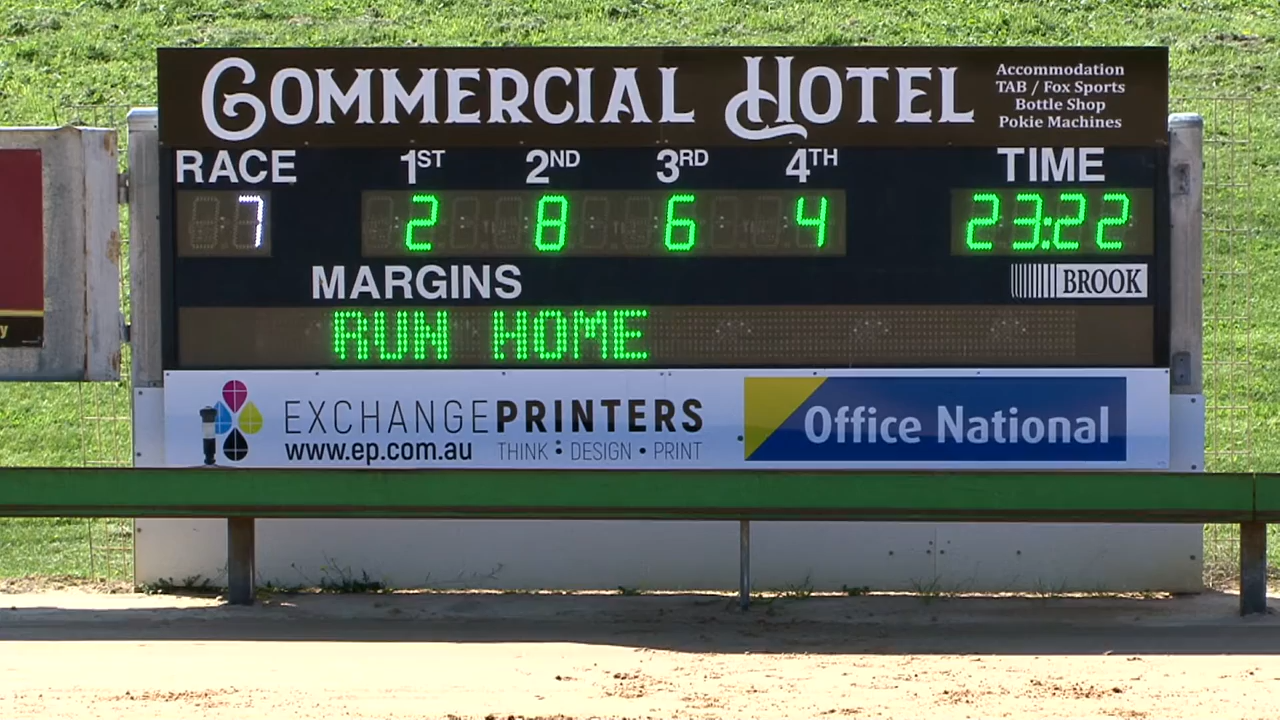 COMMERCIAL HOTEL
Accommodation
TAB / Fox Sports
Bottle Shop
Pokie Machines
RACE 1ST 2ND 3RD 4TH TIME
7 2 8 6 4 23:22
MARGINS
BROOK
RUN HOME
EXCHANGEPRINTERS
www.ep.com.au THINK : DESIGN • PRINT
Office National
y